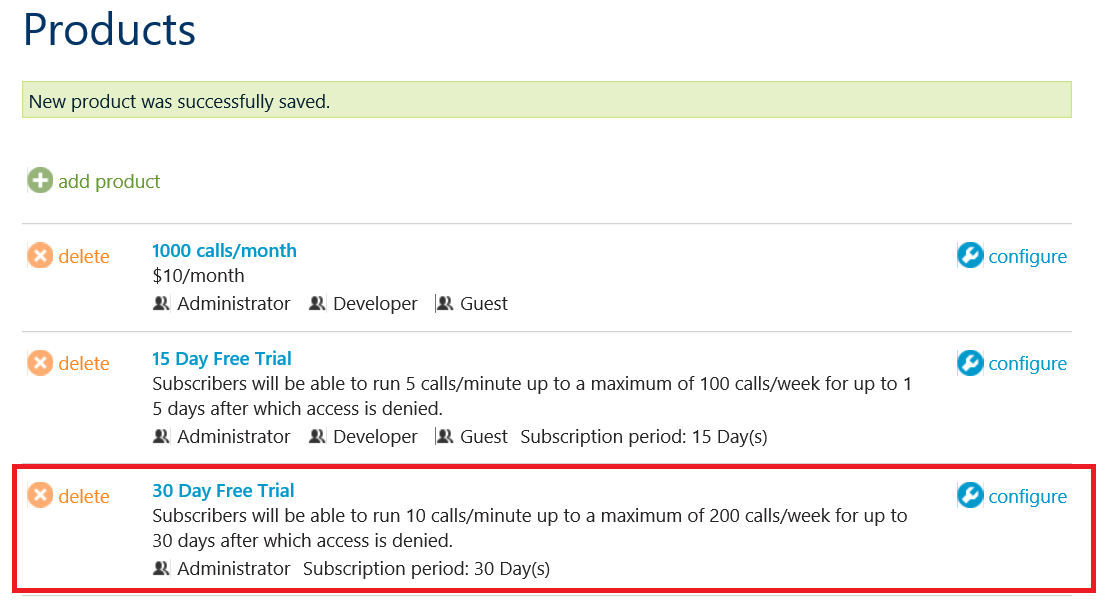 Products
New product was successfully saved.
add product
delete
1000 calls/month
configure
$10/month
Administrator Developer Guest
delete
15 Day Free Trial
configure
Subscribers will be able to run 5 calls/minute up to a maximum of 100 calls/week for up to 1
5 days after which access is denied.
Administrator Developer Guest Subscription period: 15 Day(s)
delete
30 Day Free Trial
configure
Subscribers will be able to run 10 calls/minute up to a maximum of 200 calls/week for up to
30 days after which access is denied.
Administrator Subscription period: 30 Day(s)